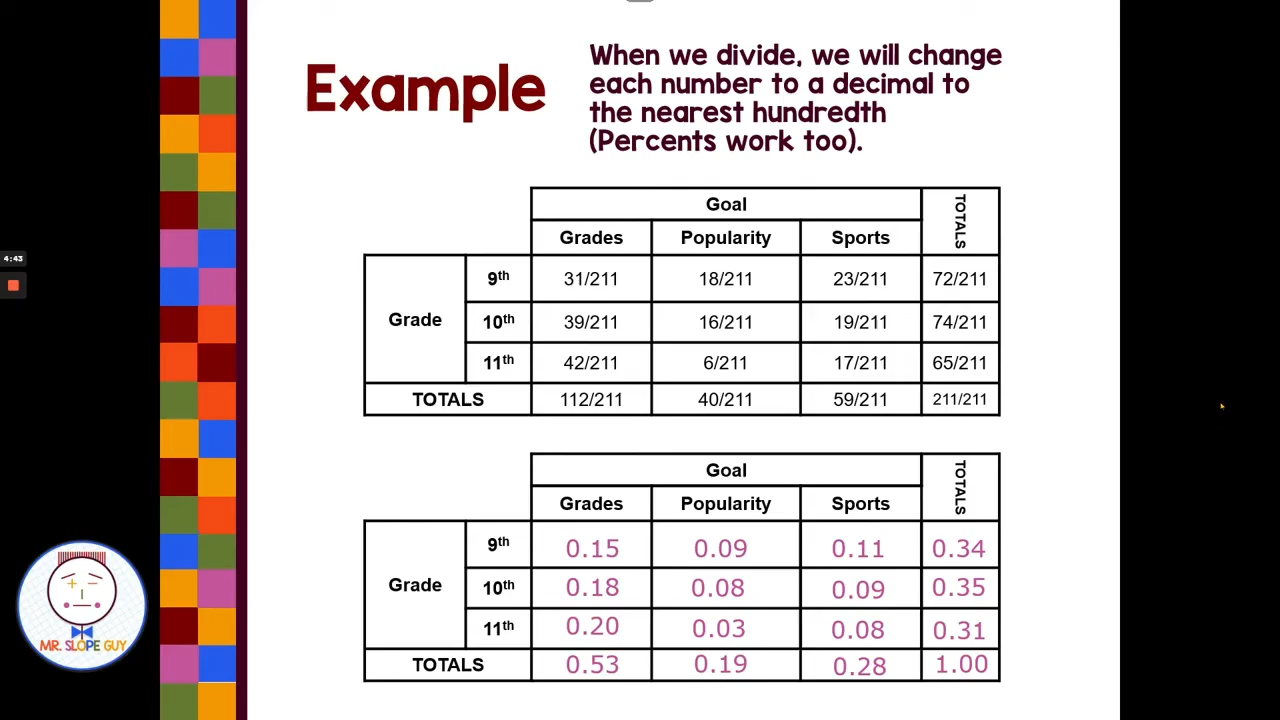 Example
When we divide, we will change
each number to a decimal to
the nearest hundredth
(Percents work too).
Goal TOTALS
Grades Popularity Sports
Grade
9th 31/211 18/211 23/211 72/211
10th 39/211 16/211 19/211 74/211
11th 42/211 6/211 17/211 65/211
TOTALS 112/211 40/211 59/211 211/211
4:43
Goal TOTALS
Grades Popularity Sports
Grade
9th 0.15 0.09 0.11 0.34
10th 0.18 0.08 0.09 0.35
11th 0.20 0.03 0.08 0.31
TOTALS 0.53 0.19 0.28 1.00
MR. SLOPE GUY